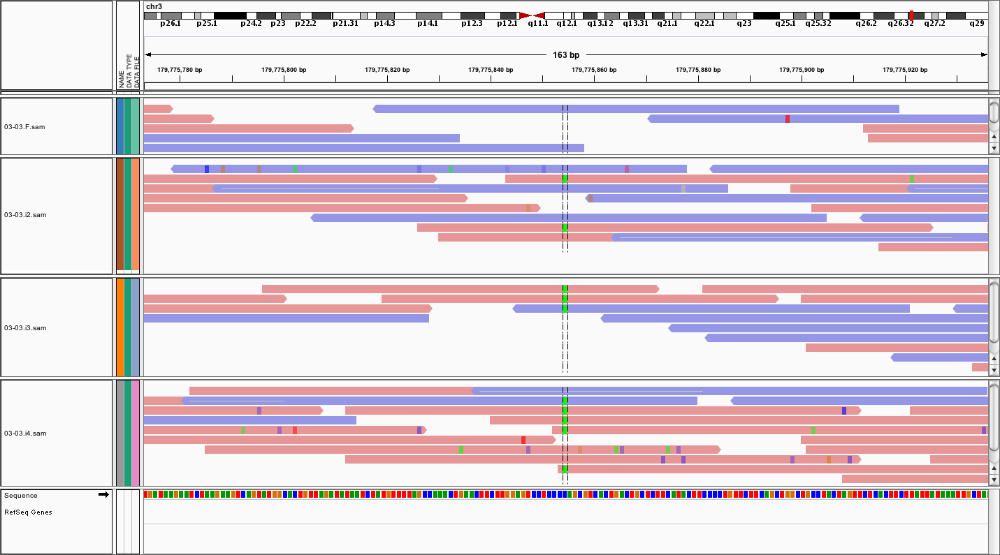 chr3
p26.1 p25.1 p24.2 p23 p22.2 p21.31 p14.3 p14.1 p12.3 p12.1 q11.1 q12.1 q13.12 q13.31 q21.1 q22.1 q23 q25.1 q25.32 q26.2 q26.32 q27.2 q29
163 bp
NAME
DATA TYPE
DATA FILE
179,775,780 bp 179,775,800 bp 179,775,820 bp 179,775,840 bp 179,775,860 bp 179,775,880 bp 179,775,900 bp 179,775,920 bp
03-03.F.sam
03-03.i2.sam
03-03.i3.sam
03-03.i4.sam
Sequence
RefSeq Genes